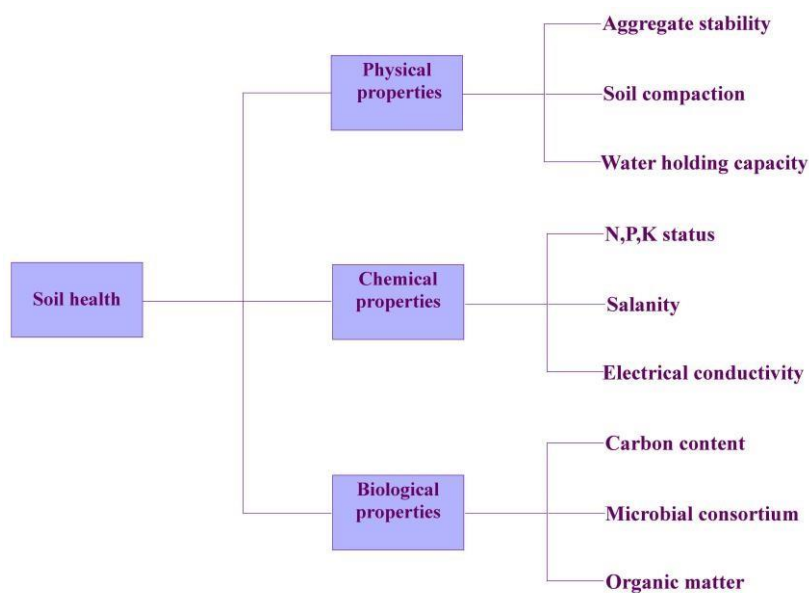 Soil health
Physical
properties
Aggregate stability
Soil compaction
Water holding capacity
Chemical
properties
N,P,K status
Salanity
Electrical conductivity
Biological
properties
Carbon content
Microbial consortium
Organic matter